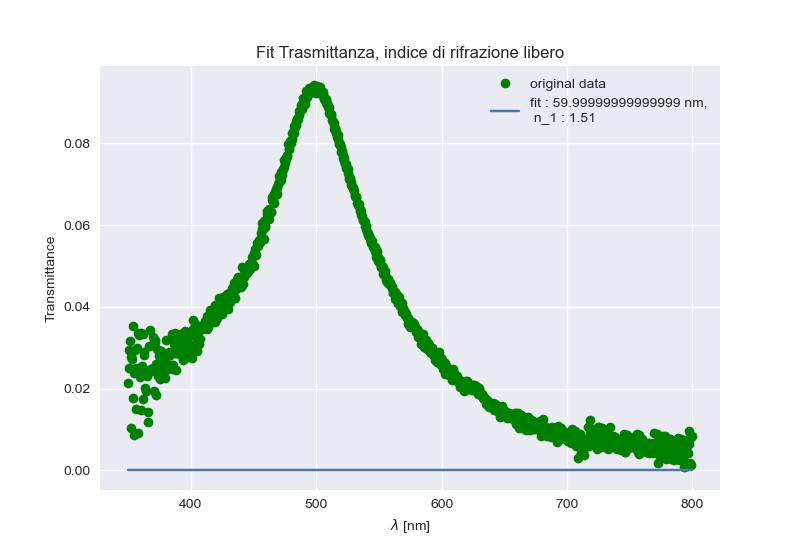 Fit Trasmittanza, indice di rifrazione libero
original data
fit : 59.99999999999999 nm,
n_1 : 1.51
0.08
0.06
0.04
0.02
0.00
Transmittance
400
500
600
700
800
λ [nm]